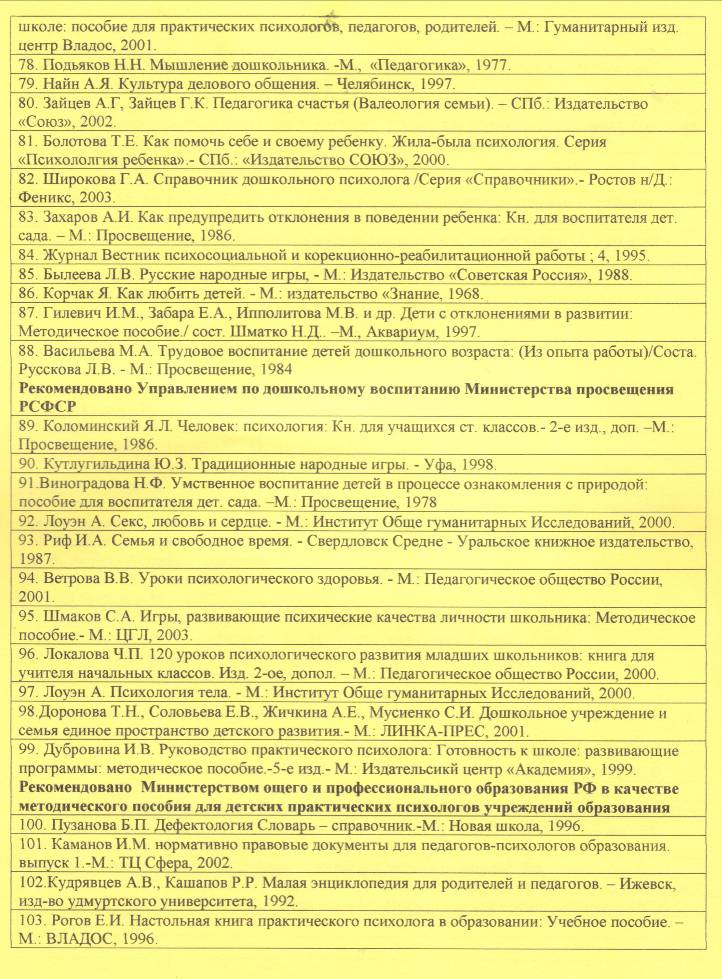 школе: пособие для практических психологов, педагогов, родителей. – М.: Гуманитарный изд.
центр Владос, 2001.
78. Подьяков Н.Н. Мышление дошкольника. -М., «Педагогика», 1977.
79. Найн А.Я. Культура делового общения. – Челябинск, 1997.
80. Зайцев А.Г, Зайцев Г.К. Педагогика счастья (Валеология семьи). – СПб.: Издательство
«Союз», 2002.
81. Болотова Т.Е. Как помочь себе и своему ребенку. Жила-была психология. Серия
«Психололгия ребенка».- СПб.: «Издательство СОЮЗ», 2000.
82. Широкова Г.А. Справочник дошкольного психолога /Серия «Справочники».- Ростов н/Д.:
Феникс, 2003.
83. Захаров А.И. Как предупредить отклонения в поведении ребенка: Кн. для воспитателя дет.
сада. – М.: Просвещение, 1986.
84. Журнал Вестник психосоциальной и корекционно-реабилитационной работы ; 4, 1995.
85. Былеева Л.В. Русские народные игры, - М.: Издательство «Советская Россия», 1988.
86. Корчак Я. Как любить детей. - М.: издательство «Знание, 1968.
87. Гилевич И.М., Забара Е.А., Ипполитова М.В. и др. Дети с отклонениями в развитии:
Методическое пособие./ сост. Шматко Н.Д.. –М., Аквариум, 1997.
88. Васильева М.А. Трудовое воспитание детей дошкольного возраста: (Из опыта работы)/Соста.
Русскова Л.В. - М.: Просвещение, 1984
Рекомендовано Управлением по дошкольному воспитанию Министерства просвещения
РСФСР
89. Коломинский Я.Л. Человек: психология: Кн. для учащихся ст. классов.- 2-е изд., доп. –М.:
Просвещение, 1986.
90. Кутлугильдина Ю.З. Традиционные народные игры. - Уфа, 1998.
91.Виноградова Н.Ф. Умственное воспитание детей в процессе ознакомления с природой:
пособие для воспитателя дет. сада. –М.: Просвещение, 1978
92. Лоуэн А. Секс, любовь и сердце. - М.: Институт Обще гуманитарных Исследований, 2000.
93. Риф И.А. Семья и свободное время. - Свердловск Средне - Уральское книжное издательство,
1987.
94. Ветрова В.В. Уроки психологического здоровья. - М.: Педагогическое общество России,
2001.
95. Шмаков С.А. Игры, развивающие психические качества личности школьника: Методическое
пособие.- М.: ЦГЛ, 2003.
96. Локалова Ч.П. 120 уроков психологического развития младших школьников: книга для
учителя начальных классов. Изд. 2-ое, допол. – М.: Педагогическое общество России, 2000.
97. Лоуэн А. Психология тела. - М.: Институт Обще гуманитарных Исследований, 2000.
98.Доронова Т.Н., Соловьева Е.В., Жичкина А.Е., Мусиенко С.И. Дошкольное учреждение и
семья единое пространство детского развития.- М.: ЛИНКА-ПРЕС, 2001.
99. Дубровина И.В. Руководство практического психолога: Готовность к школе: развивающие
программы: методическое пособие.-5-е изд.- М.: Издательсикй центр «Академия», 1999.
Рекомендовано Министерством ощего и профессионального образования РФ в качестве
методического пособия для детских практических психологов учреждений образования
100. Пузанова Б.П. Дефектология Словарь – справочник.-М.: Новая школа, 1996.
101. Каманов И.М. нормативно правовые документы для педагогов-психологов образования.
выпуск 1.-М.: ТЦ Сфера, 2002.
102.Кудрявцев А.В., Кашапов Р.Р. Малая энциклопедия для родителей и педагогов. – Ижевск,
изд-во удмуртского университета, 1992.
103. Рогов Е.И. Настольная книга практического психолога в образовании: Учебное пособие. –
М.: ВЛАДОС, 1996.